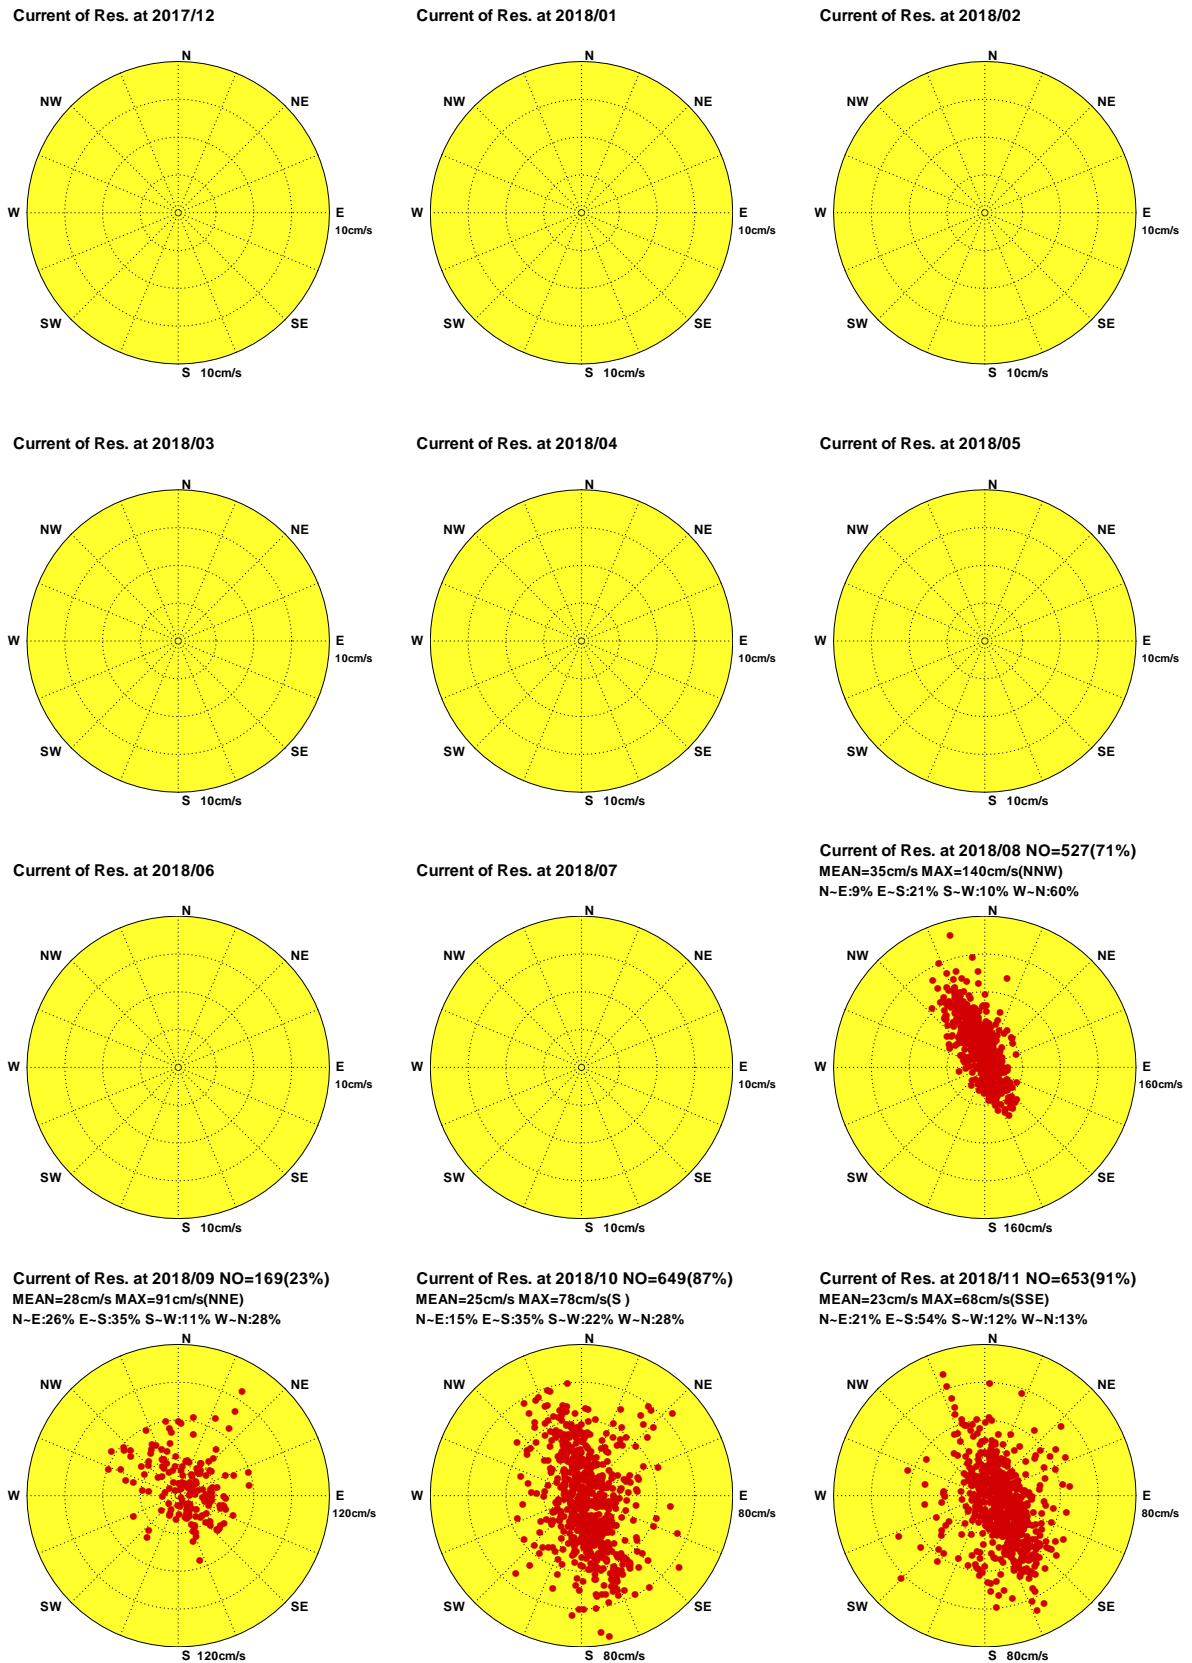 Current of Res. at 2017/12
N
NW
NE
W
E
10cm/s
SW
SE
S 10cm/s
Current of Res. at 2018/01
N
NW
NE
W
E
10cm/s
SW
SE
S 10cm/s
Current of Res. at 2018/02
N
NW
NE
W
E
10cm/s
SW
SE
S 10cm/s
Current of Res. at 2018/03
N
NW
NE
W
E
10cm/s
SW
SE
S 10cm/s
Current of Res. at 2018/04
N
NW
NE
W
E
10cm/s
SW
SE
S 10cm/s
Current of Res. at 2018/05
N
NW
NE
W
E
10cm/s
SW
SE
S 10cm/s
Current of Res. at 2018/06
N
NW
NE
W
E
10cm/s
SW
SE
S 10cm/s
Current of Res. at 2018/07
N
NW
NE
W
E
10cm/s
SW
SE
S 10cm/s
Current of Res. at 2018/08 NO=527(71%)
MEAN=35cm/s MAX=140cm/s(NNW)
N~E:9% E~S:21% S~W:10% W~N:60%
N
NW
NE
W
E
160cm/s
SW
SE
S 160cm/s
Current of Res. at 2018/09 NO=169(23%)
MEAN=28cm/s MAX=91cm/s(NNE)
N~E:26% E~S:35% S~W:11% W~N:28%
N
NW
NE
W
E
120cm/s
SW
SE
S 120cm/s
Current of Res. at 2018/10 NO=649(87%)
MEAN=25cm/s MAX=78cm/s(S )
N~E:15% E~S:35% S~W:22% W~N:28%
N
NW
NE
W
E
80cm/s
SW
SE
S 80cm/s
Current of Res. at 2018/11 NO=653(91%)
MEAN=23cm/s MAX=68cm/s(SSE)
N~E:21% E~S:54% S~W:12% W~N:13%
N
NW
NE
W
E
80cm/s
SW
SE
S 80cm/s